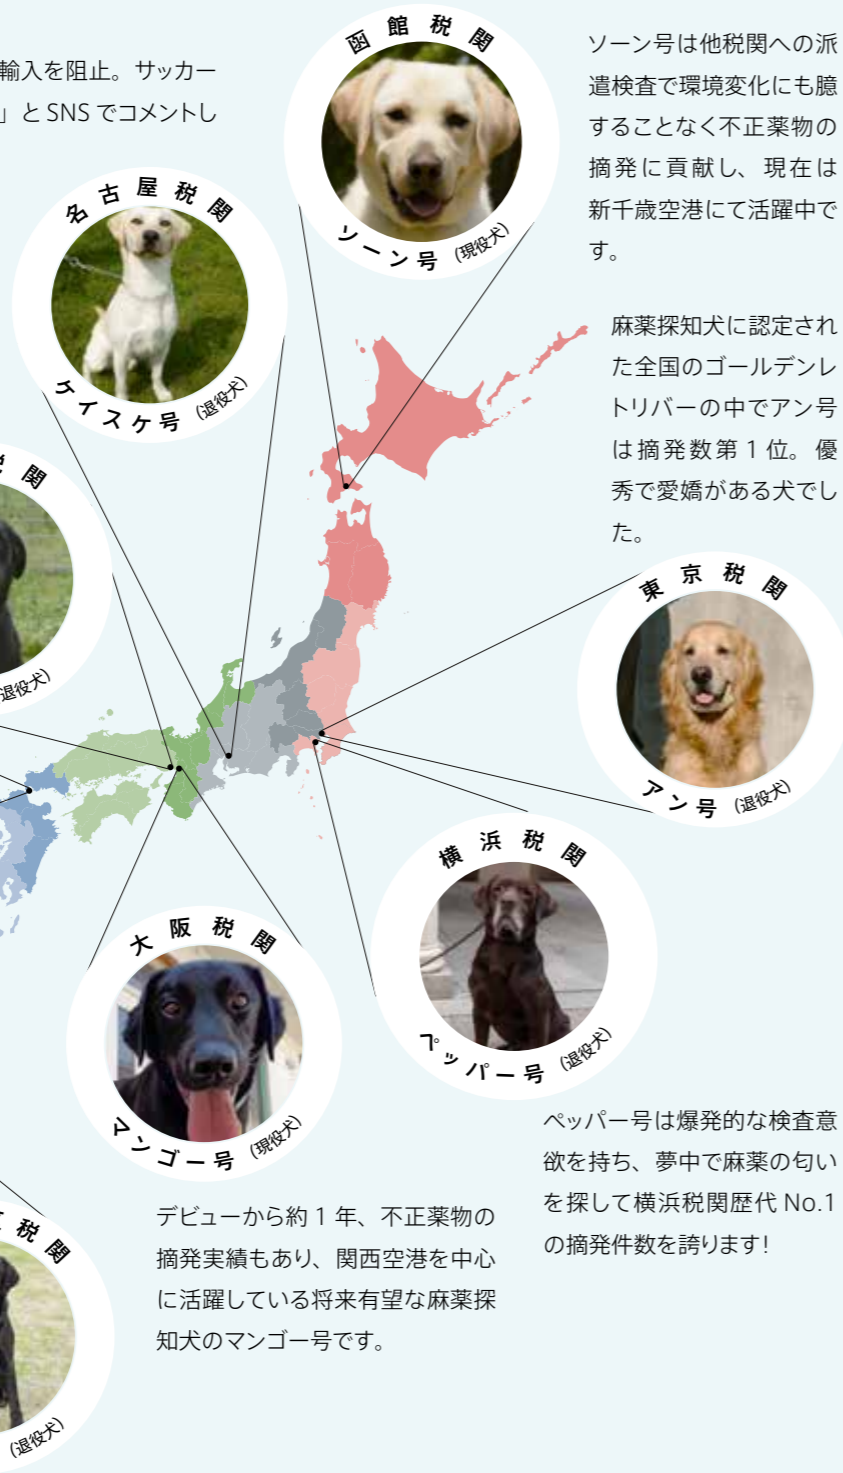 輸入を阻止。サッカー
」と SNS でコメントし
函館税関
ソーン号 (現役犬)
ソーン号は他税関への派
遣検査で環境変化にも臆
することなく不正薬物の
摘発に貢献し、現在は
新千歳空港にて活躍中で
す。
名古屋税関
ケイスケ号 (退役犬)
麻薬探知犬に認定され
た全国のゴールデンレ
トリバーの中でアン号
は摘発数第 1 位。優
秀で愛嬌がある犬でし
た。
税関
退役犬)
東京税関
アン号 (退役犬)
横浜税関
ペッパー号 (退役犬)
大阪税関
マンゴー号 (現役犬)
ペッパー号は爆発的な検査意
欲を持ち、夢中で麻薬の匂い
を探して横浜税関歴代 No.1
の摘発件数を誇ります!
デビューから約 1 年、不正薬物の
摘発実績もあり、関西空港を中心
に活躍している将来有望な麻薬探
知犬のマンゴー号です。
税関
(退役犬)